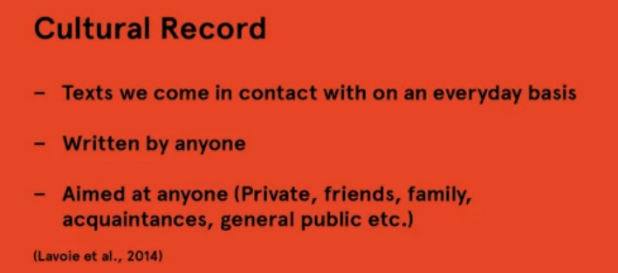 Cultural Record
– Texts we come in contact with on an everyday basis
– Written by anyone
– Aimed at anyone (Private, friends, family,
acquaintances, general public etc.)
(Lavoie et al., 2014)